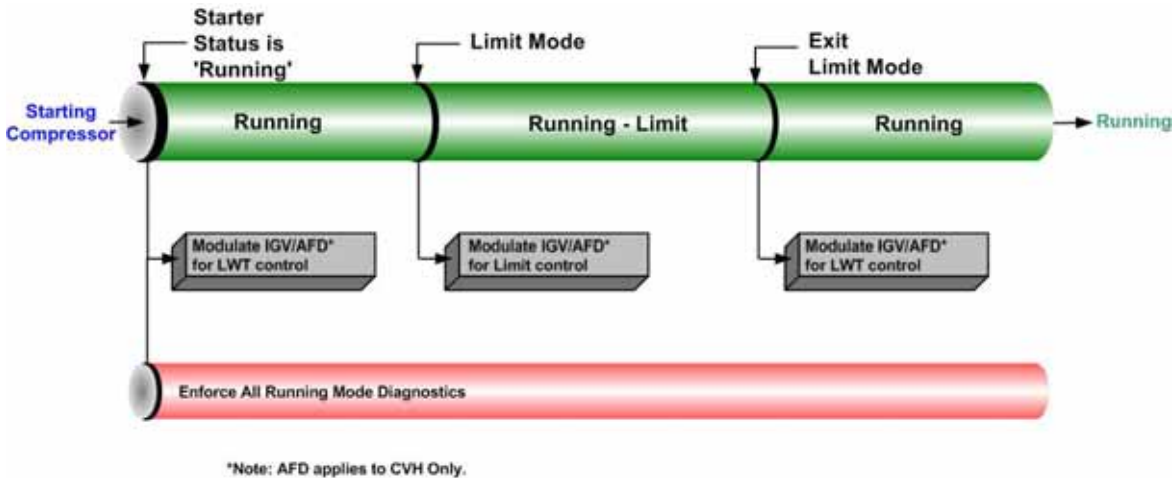 Starter
Status is
'Running'
Limit Mode
Exit
Limit Mode
Starting
Compressor
Running
Running - Limit
Running
Running
Modulate IGV/AFD*
for LWT control
Modulate IGV/AFD*
for Limit control
Modulate IGV/AFD*
for LWT control
Enforce All Running Mode Diagnostics
*Note: AFD applies to CVH Only.